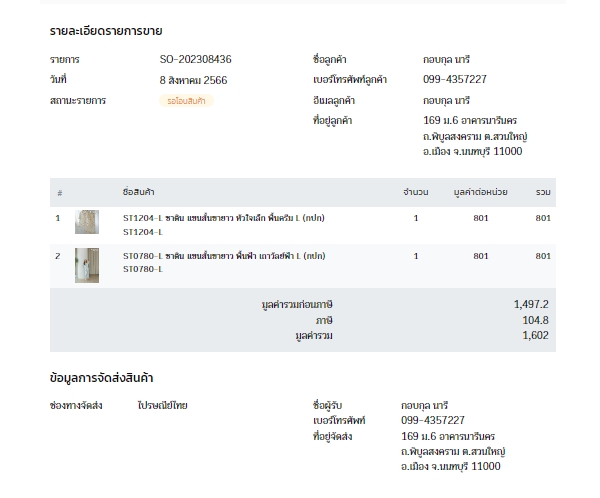 รายละเอียดรายการขาย
รายการ SO-202308436 ชื่อลูกค้า กอบกุล นารี
วันที่ 8 สิงหาคม 2566 เบอร์โทรศัพท์ลูกค้า 099-4357227
สถานะรายการ รอโอนสินค้า อีเมลลูกค้า กอบกุล นารี
ที่อยู่ลูกค้า 169 ม.6 อาคารนารีนคร
ถ.พิบูลสงคราม ต.สวนใหญ่
อ.เมือง จ.นนทบุรี 11000
# ชื่อสินค้า จำนวน มูลค่าต่อหน่วย รวม
1 ST1204-L ซาติน แขนสั้นขายาว หัวใจเล็ก พื้นครีม L (กปก) 1 801 801
ST1204-L
2 ST0780-L ซาติน แขนสั้นขายาว พื้นฟ้า เถาวัลย์ฟ้า L (กปก) 1 801 801
ST0780-L
มูลค่ารวมก่อนภาษี 1,497.2
ภาษี 104.8
มูลค่ารวม 1,602
ข้อมูลการจัดส่งสินค้า
ช่องทางจัดส่ง ไปรษณีย์ไทย ชื่อผู้รับ กอบกุล นารี
เบอร์โทรศัพท์ 099-4357227
ที่อยู่จัดส่ง 169 ม.6 อาคารนารีนคร
ถ.พิบูลสงคราม ต.สวนใหญ่
อ.เมือง จ.นนทบุรี 11000